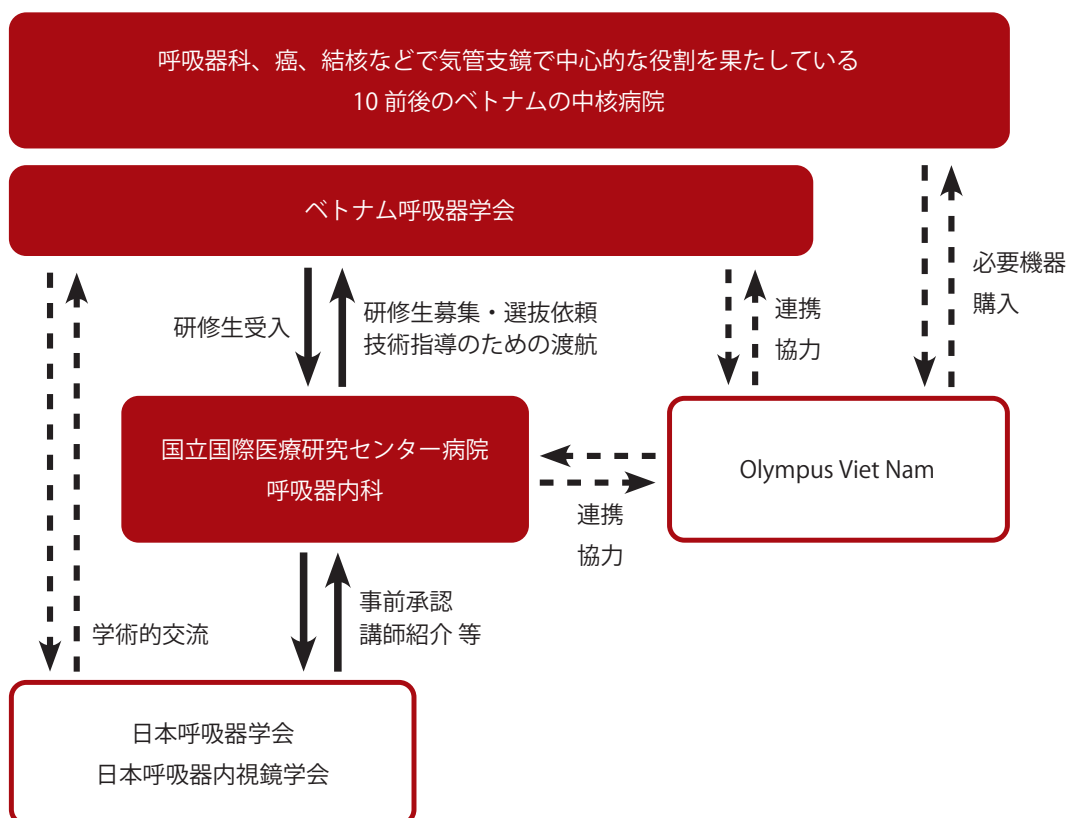 呼吸器科、癌、結核などで気管支鏡で中心的な役割を果たしている
10 前後のベトナムの中核病院
ベトナム呼吸器学会
必要機器
購入
研修生受入
研修生募集・選抜依頼
技術指導のための渡航
連携
協力
国立国際医療研究センター病院
呼吸器内科
Olympus Viet Nam
連携
協力
学術的交流
事前承認
講師紹介 等
日本呼吸器学会
日本呼吸器内視鏡学会